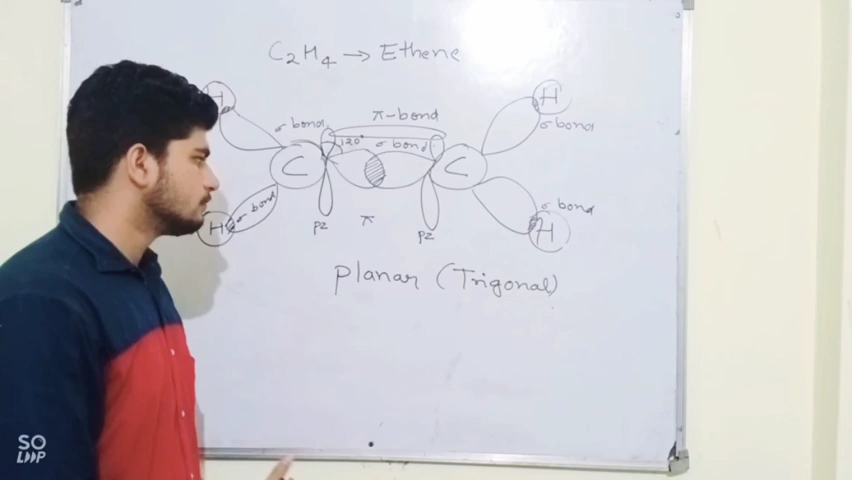 C₂H₄ → Ethene
H
H
π-bond
σ bond
120°
σ bond
σ bond
C
C
σ bond
σ bond
H
H
pz
π
pz
planar (Trigonal)
SO
LOOP